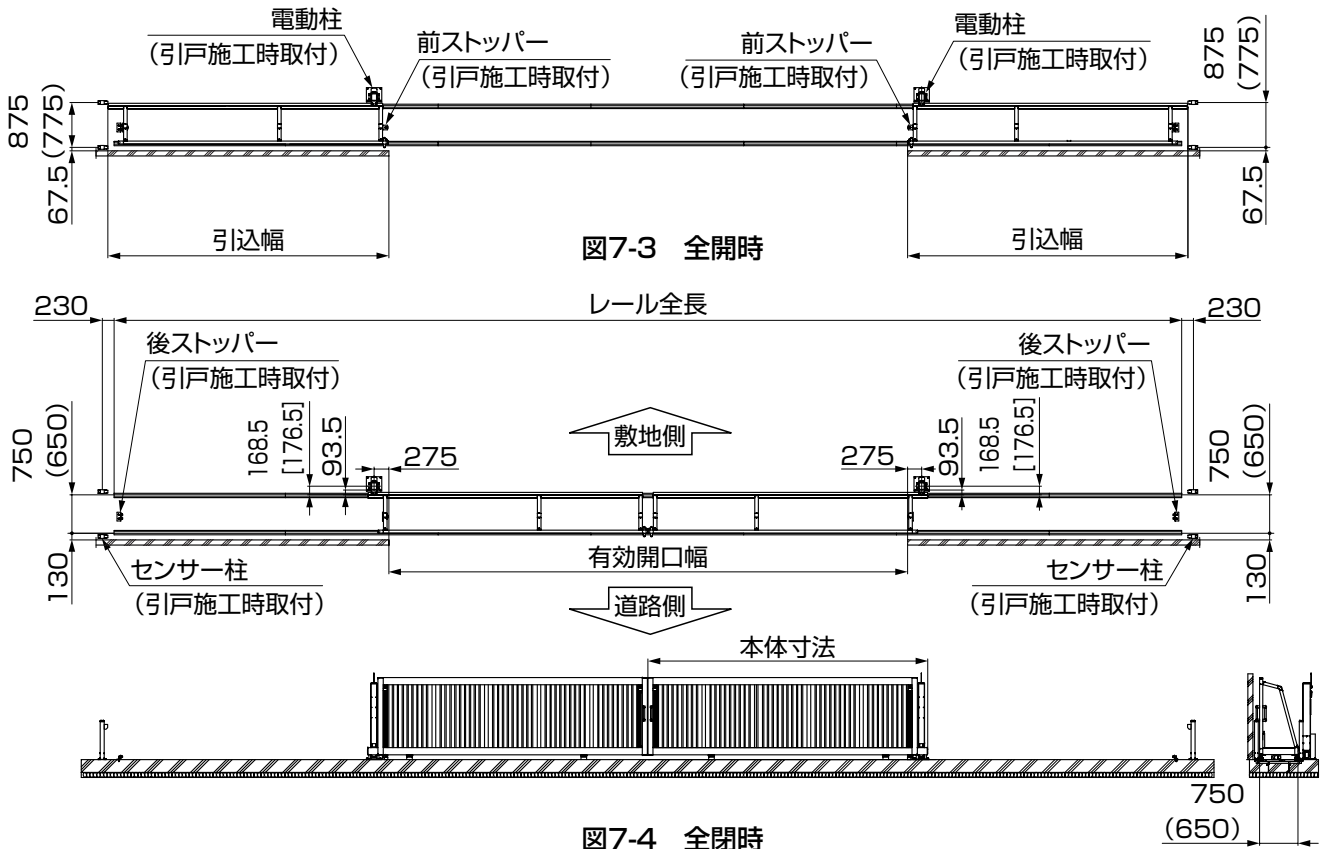 電動柱
(引戸施工時取付)
前ストッパー
(引戸施工時取付)
前ストッパー
(引戸施工時取付)
電動柱
(引戸施工時取付)
875
(775)
67.5
875
(775)
67.5
引込幅
図7-3 全開時
引込幅
230
レール全長
230
後ストッパー
(引戸施工時取付)
後ストッパー
(引戸施工時取付)
750
(650)
168.5
[176.5]
93.5
275
敷地側
275
93.5
168.5
[176.5]
750
(650)
130
センサー柱
(引戸施工時取付)
有効開口幅
道路側
センサー柱
(引戸施工時取付)
130
本体寸法
750
(650)
図7-4 全閉時